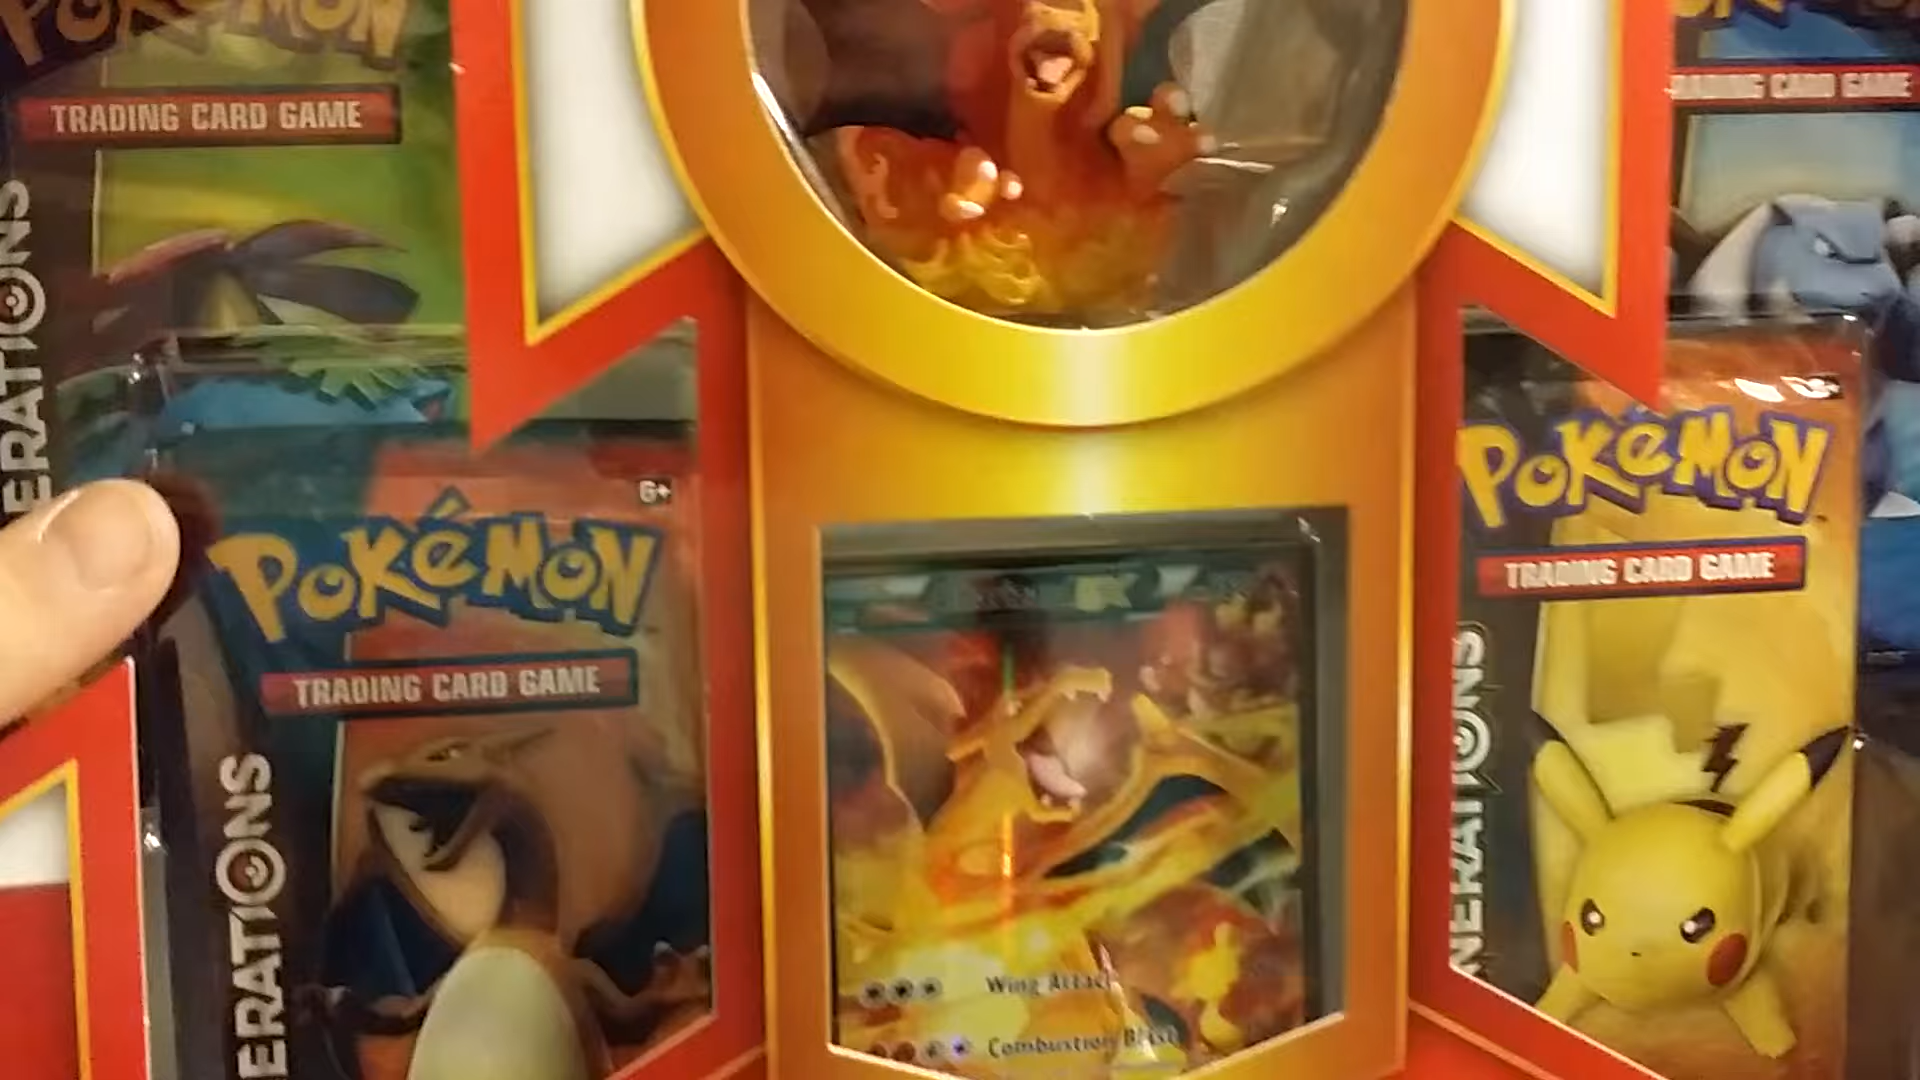 POKÉMON
TRADING CARD GAME
ERATIONS
TRADING CARD GAME
6+
POKÉMON
TRADING CARD GAME
ERATIONS
EX
Wing Attack
Combustion Blast
POKÉMON
TRADING CARD GAME
NERATIONS